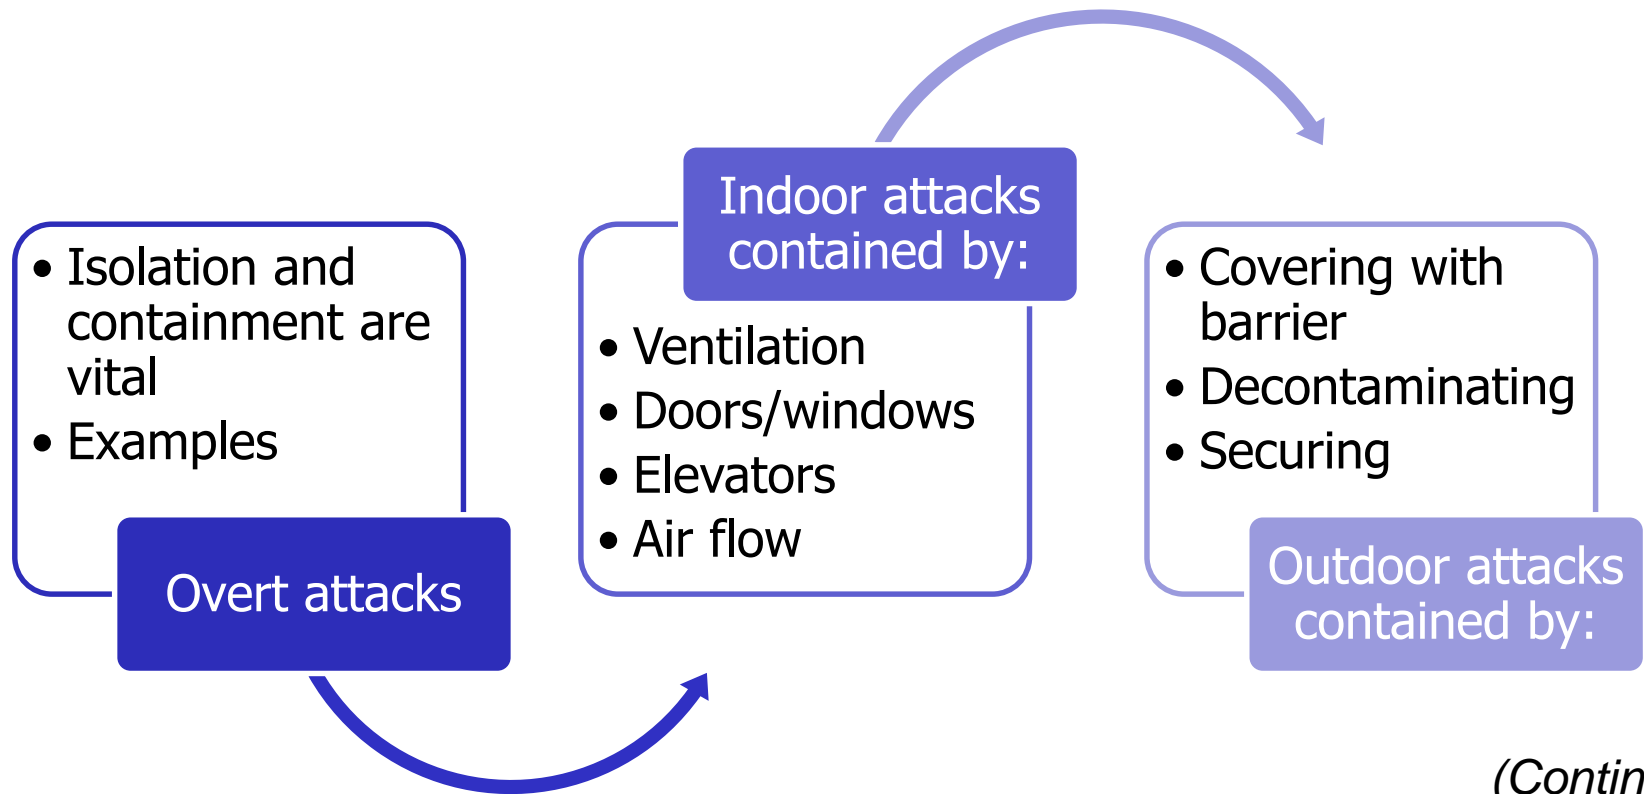 • Isolation and
containment are
vital
• Examples
Overt attacks
Indoor attacks
contained by:
• Ventilation
• Doors/windows
• Elevators
• Air flow
• Covering with
barrier
• Decontaminating
• Securing
Outdoor attacks
contained by:
(Contin